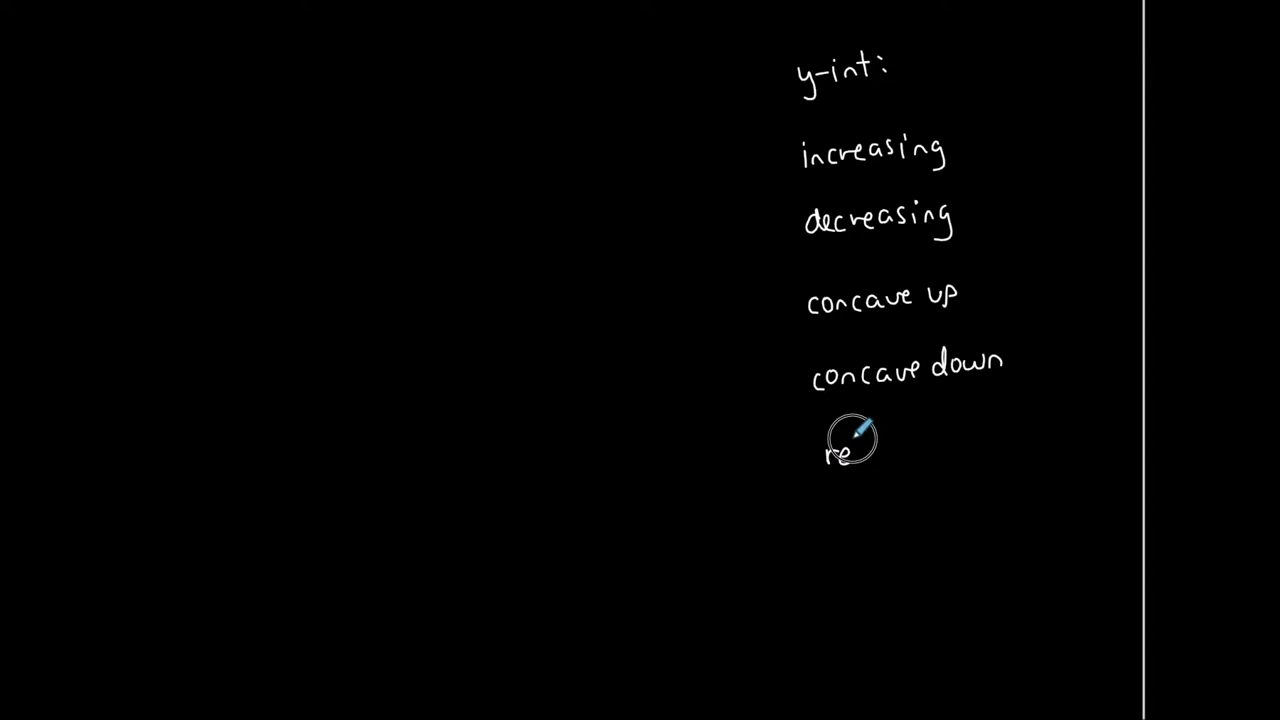 y-int:
increasing
decreasing
concave up
concave down
re